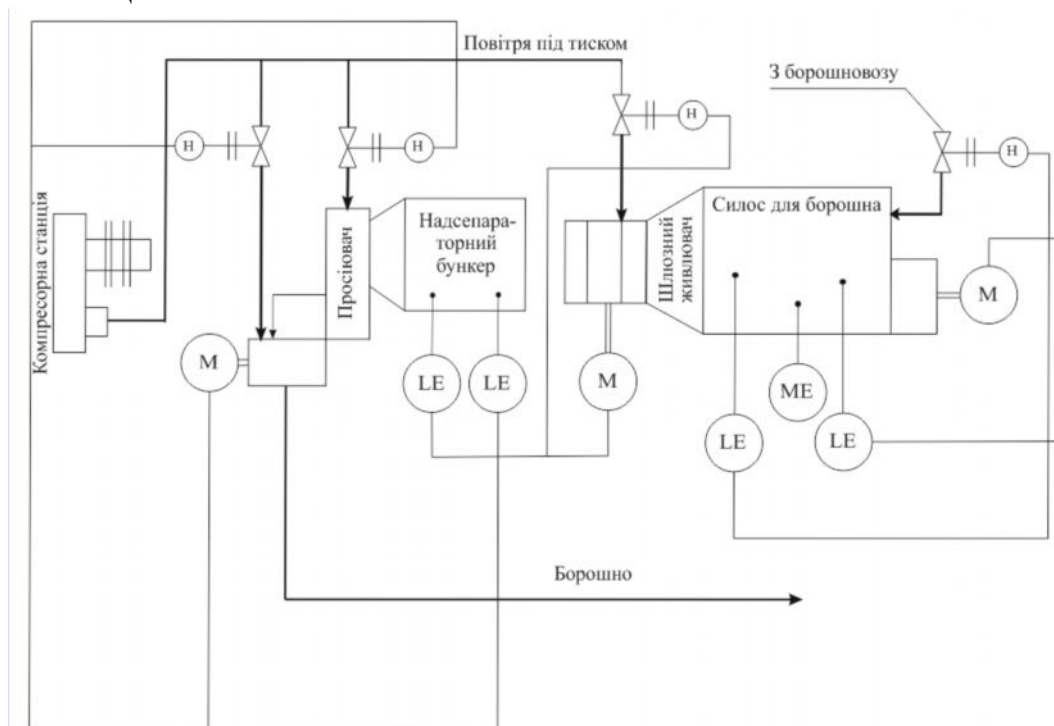 Повітря під тиском
З борошновозу
Н
Н
Н
Н
Компресорна станція
Просіювач
Надсепара-
торний
бункер
Шлюзний
живлювач
Силос для борошна
М
М
LE
LE
М
ME
LE
LE
Борошно